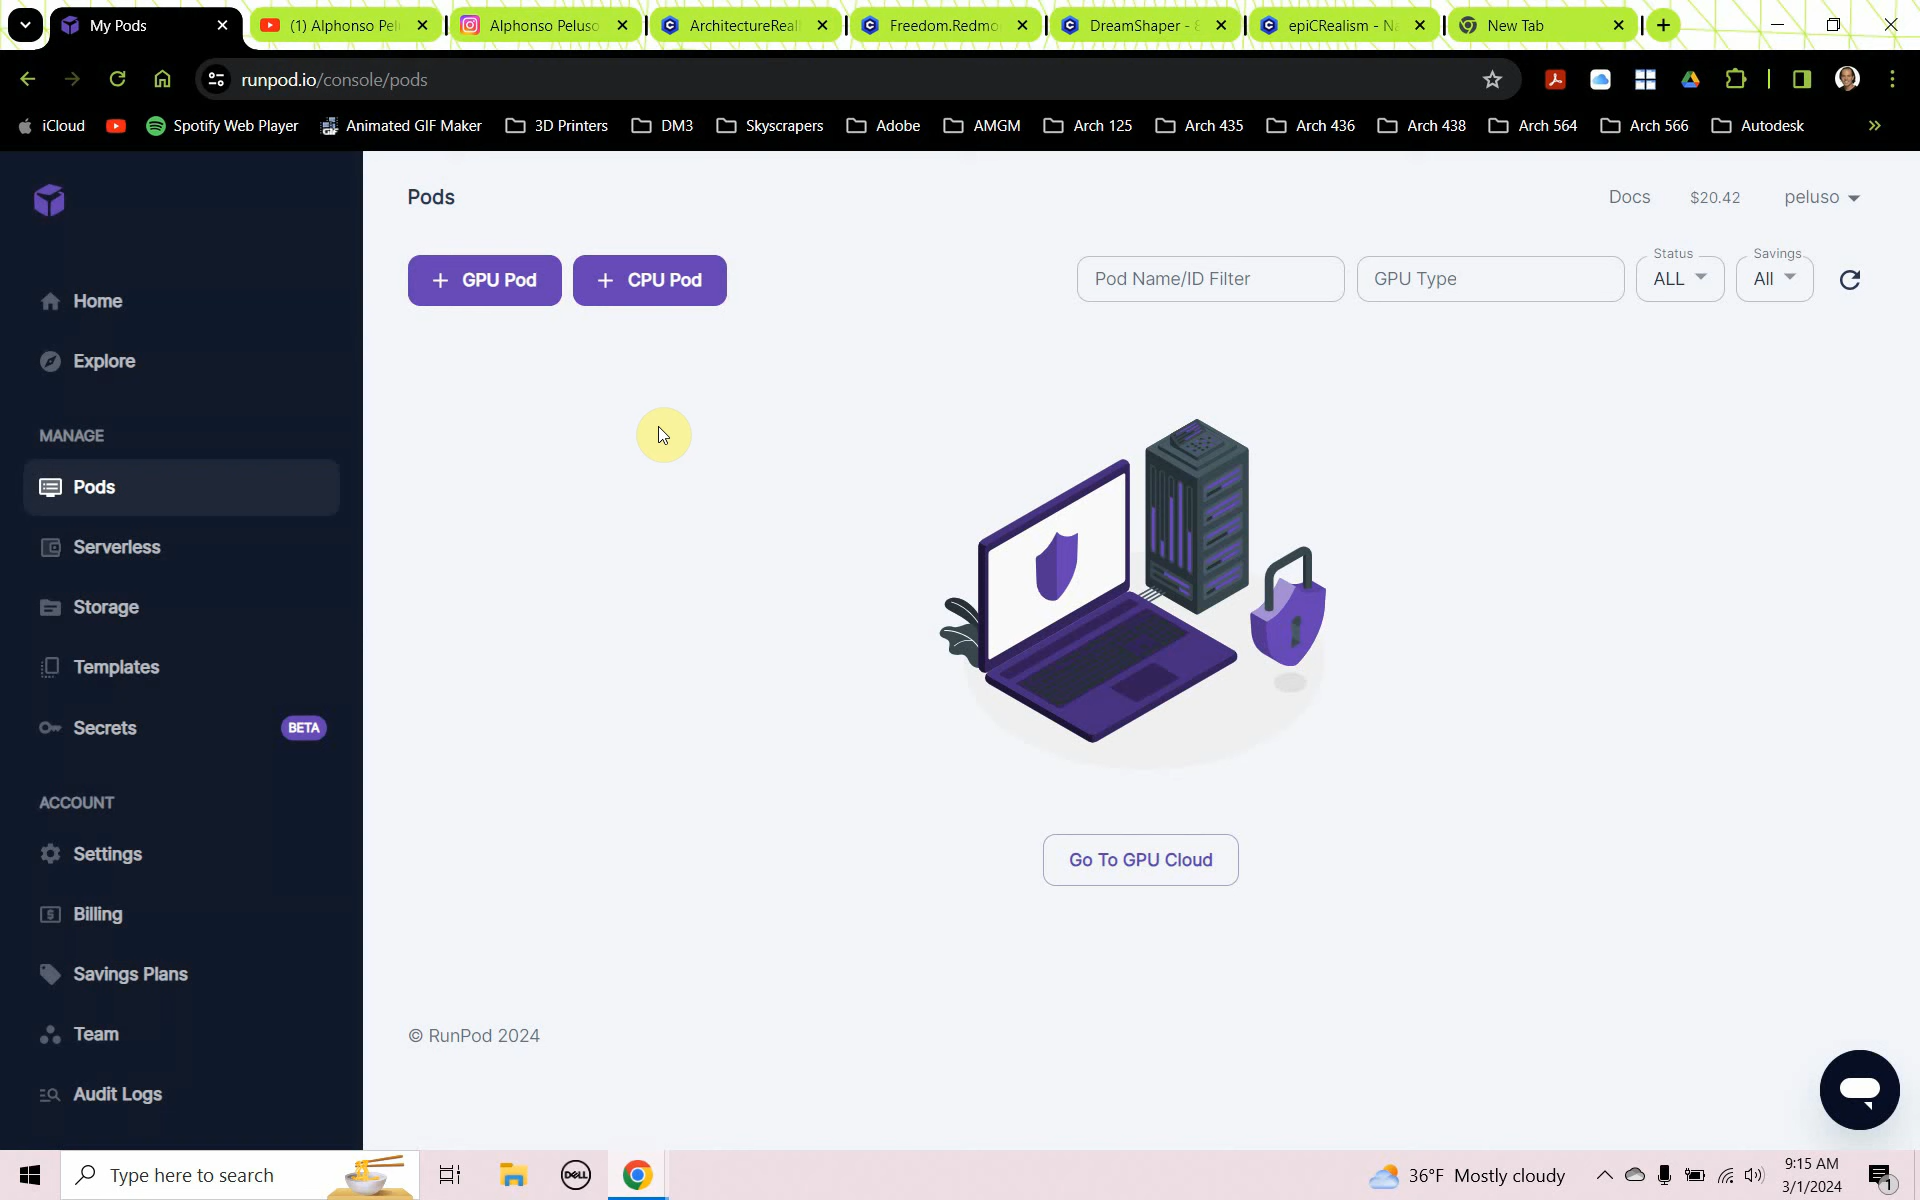 My Pods
(1) Alphonso Pel
Alphonso Peluso
ArchitectureReal
Freedom.Redmo
DreamShaper - 8
epiCRealism - Na
New Tab
runpod.io/console/pods
iCloud
Spotify Web Player
GIF
Animated GIF Maker
3D Printers
DM3
Skyscrapers
Adobe
AMGM
Arch 125
Arch 435
Arch 436
Arch 438
Arch 564
Arch 566
Autodesk
Pods
Docs
$20.42
peluso
GPU Pod
CPU Pod
Pod Name/ID Filter
GPU Type
Status
ALL
Savings
All
Home
Explore
MANAGE
Pods
Serverless
Storage
Templates
Secrets
BETA
ACCOUNT
Settings
Billing
Savings Plans
Team
Audit Logs
Go To GPU Cloud
© RunPod 2024
Type here to search
DELL
36°F Mostly cloudy
9:15 AM
3/1/2024
1